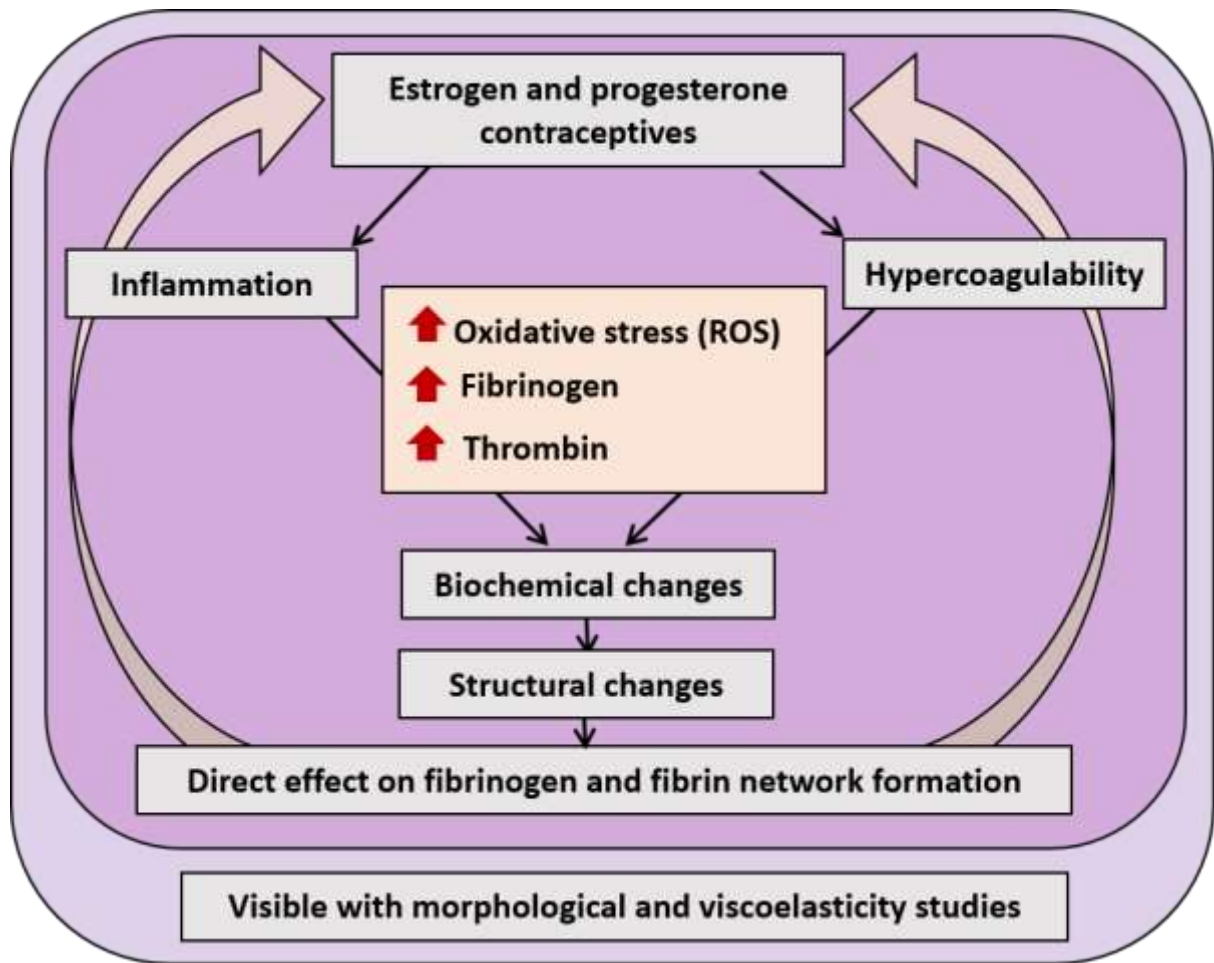 Estrogen and progesterone
contraceptives
Inflammation
Hypercoagulability
Oxidative stress (ROS)
Fibrinogen
Thrombin
Biochemical changes
Structural changes
Direct effect on fibrinogen and fibrin network formation
Visible with morphological and viscoelasticity studies